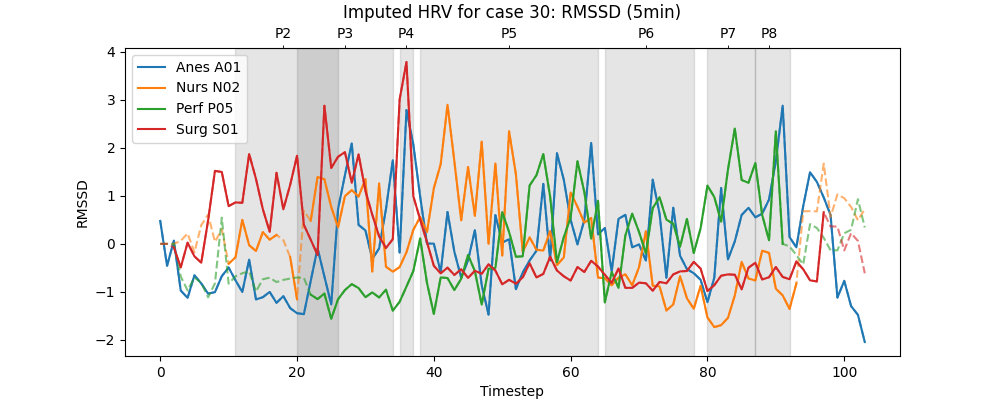 Imputed HRV for case 30: RMSSD (5min)
P2 P3 P4 P5 P6 P7 P8
Anes A01
Nurs N02
Perf P05
Surg S01
RMSSD
4
3
2
1
0
−1
−2
0 20 40 60 80 100
Timestep